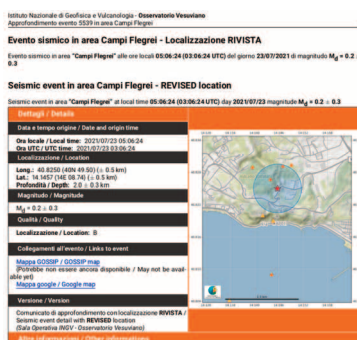 Istituto Nazionale di Geofisica e Vulcanologia - Osservatorio Vesuviano
Approfondimento evento 5539 in area Campi Flegrei
Evento sismico in area Campi Flegrei - Localizzazione RIVISTA
Evento sismico in area "Campi Flegrei" alle ore locali 05:06:24 (03:06:24 UTC) del giorno 23/07/2021 di magnitudo Md = 0.2 ±
0.3
Seismic event in area Campi Flegrei - REVISED location
Seismic event in area "Campi Flegrei" at local time 05:06:24 (03:06:24 UTC) day 2021/07/23 magnitude Md = 0.2 ± 0.3
Dettagli / Details
Data e tempo origine / Date and origin time
Ora locale / Local time: 2021/07/23 05:06:24
Ora UTC / UTC time: 2021/07/23 03:06:24
Localizzazione / Location
Long.: 40.8250 (40N 49.50) (± 0.5 km)
Lat.: 14.1457 (14E 08.74) (± 0.5 km)
Profondità / Depth: 2.0 ± 0.3 km
Magnitudo / Magnitude
Md = 0.2 ± 0.3
Qualità / Quality
Localizzazione / Location: B
Collegamenti all'evento / Links to event
Mappa GOSSIP / GOSSIP map
(Potrebbe non essere ancora disponibile / May not be avail-
able yet)
Mappa google / Google map
Versione / Version
Comunicato di approfondimento con localizzazione RIVISTA /
Seismic event detail with REVISED location
(Sala Operativa INGV - Osservatorio Vesuviano)
Altre informazioni / Other informations